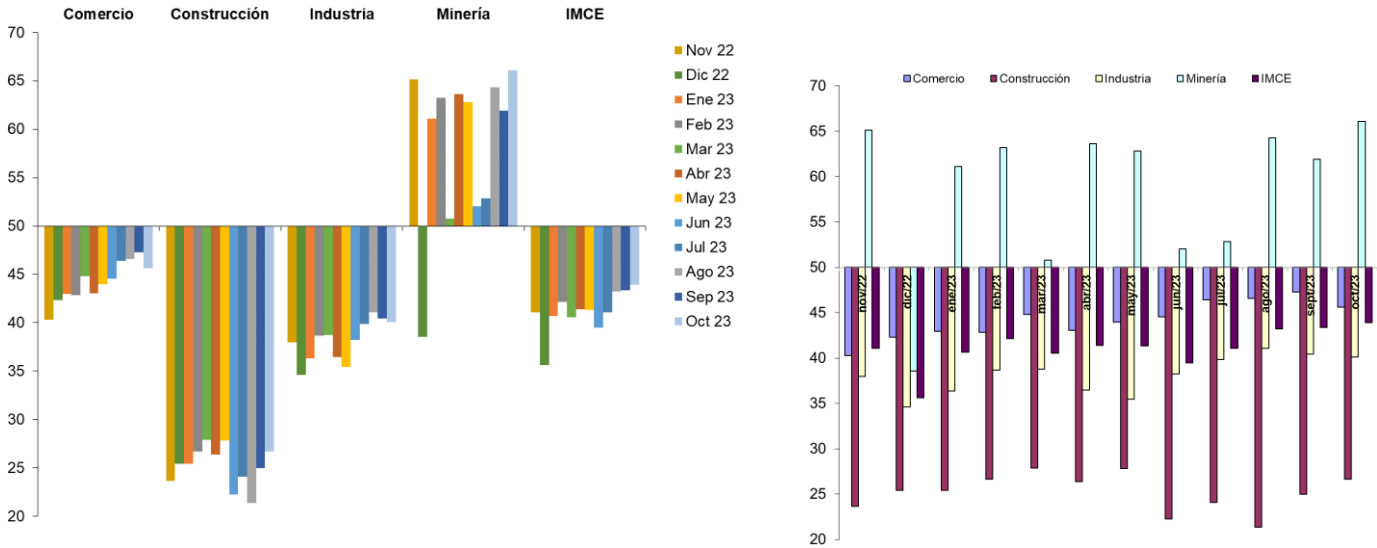 Comercio Construcción Industria Minería IMCE
70
65
60
55
50
45
40
35
30
25
20
Nov 22
Dic 22
Ene 23
Feb 23
Mar 23
Abr 23
May 23
Jun 23
Jul 23
Ago 23
Sep 23
Oct 23
Comercio Construcción Industria Minería IMCE
70
65
60
55
50
45
40
35
30
25
20
nov/22 dic/22 ene/23 feb/23 mar/23 abr/23 may/23 jun/23 jul/23 ago/23 sept/23 oct/23